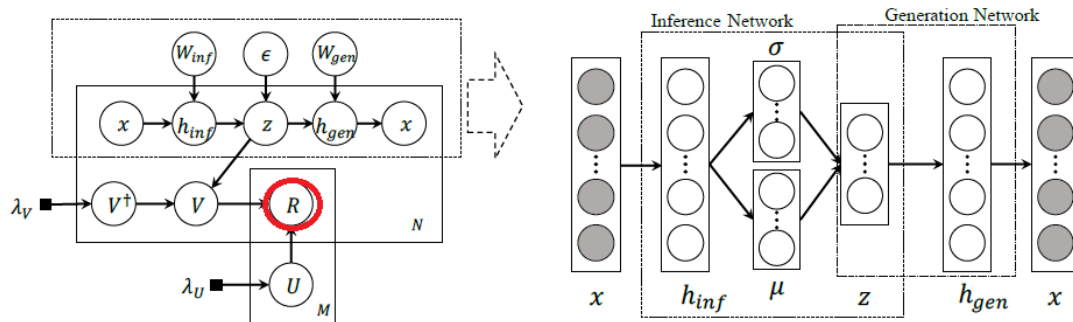 Inference Network
Generation Network
W_inf
ϵ
W_gen
σ
x
h_inf
z
h_gen
x
λ_V
V†
V
R
N
λ_U
U
M
x
h_inf
μ
z
h_gen
x